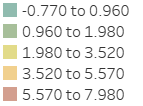 -0.770 to 0.960
0.960 to 1.980
1.980 to 3.520
3.520 to 5.570
5.570 to 7.980